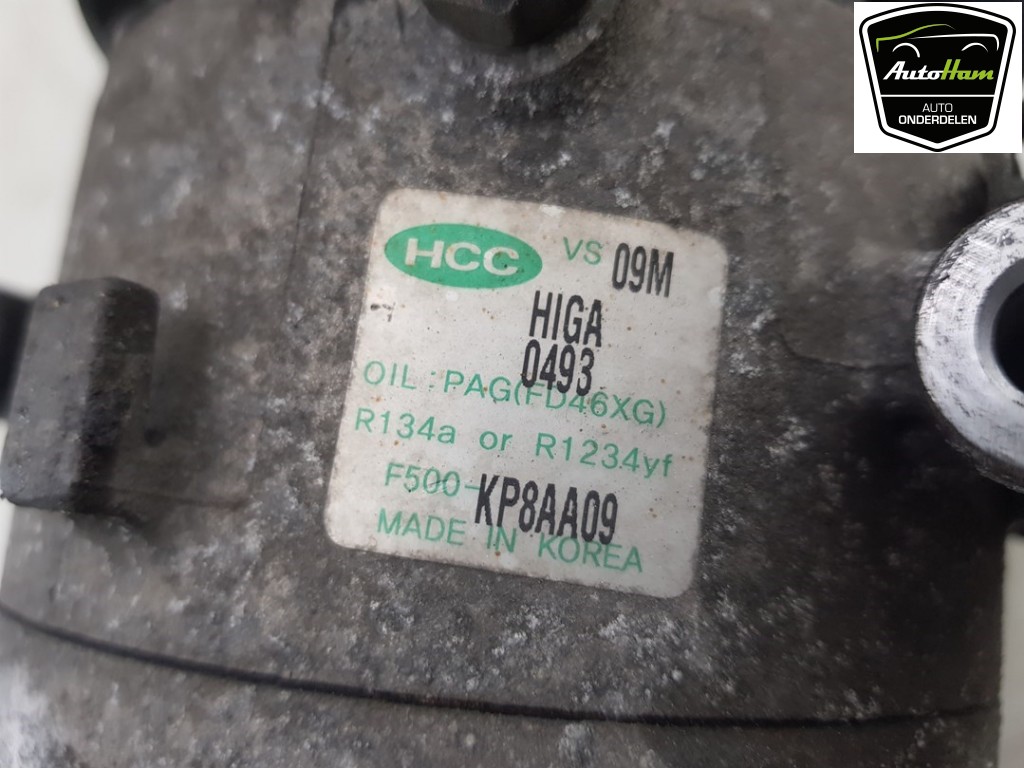 AutoHam
AUTO
ONDERDELEN
HCC VS 09M
HIGA
0493
OIL : PAG(FD46XG)
R134a or R1234yf
F500-KP8AA09
MADE IN KOREA